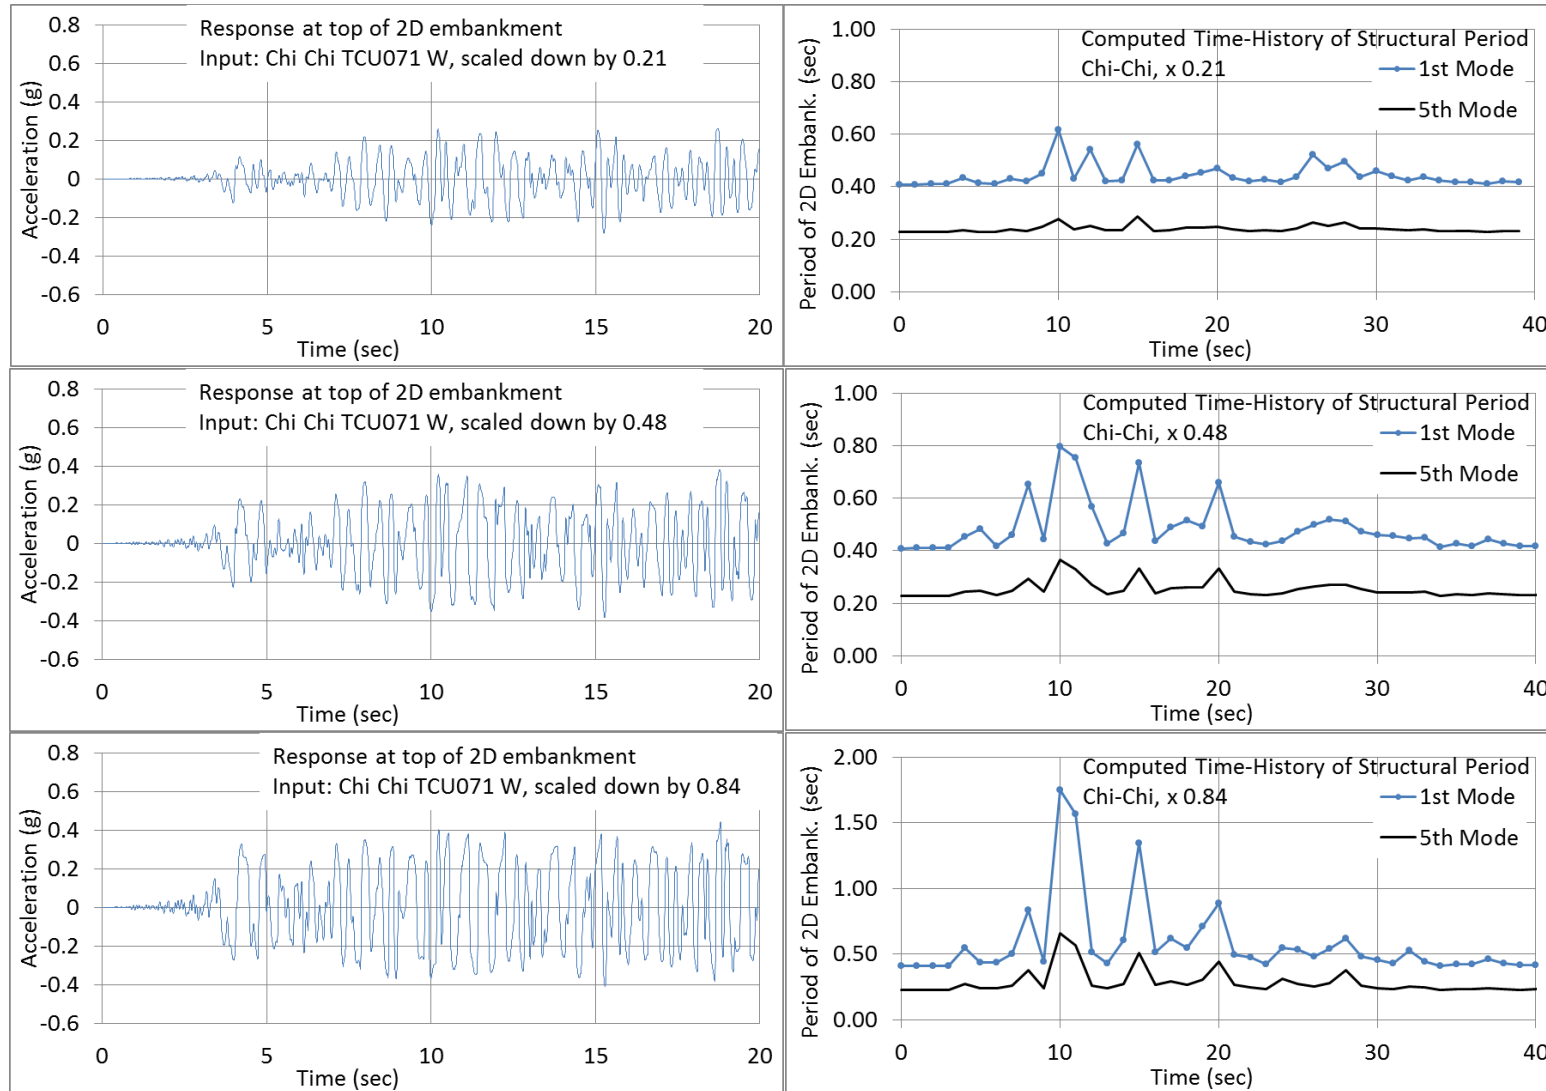 Response at top of 2D embankment
Input: Chi Chi TCU071 W, scaled down by 0.21
Acceleration (g)
0.8
0.6
0.4
0.2
0
-0.2
-0.4
-0.6
0 5 10 15 20
Time (sec)
Computed Time-History of Structural Period
Chi-Chi, x 0.21
1st Mode
5th Mode
Period of 2D Embank. (sec)
1.00
0.80
0.60
0.40
0.20
0.00
0 10 20 30 40
Time (sec)
Response at top of 2D embankment
Input: Chi Chi TCU071 W, scaled down by 0.48
Acceleration (g)
0.8
0.6
0.4
0.2
0
-0.2
-0.4
-0.6
0 5 10 15 20
Time (sec)
Computed Time-History of Structural Period
Chi-Chi, x 0.48
1st Mode
5th Mode
Period of 2D Embank. (sec)
1.00
0.80
0.60
0.40
0.20
0.00
0 10 20 30 40
Time (sec)
Response at top of 2D embankment
Input: Chi Chi TCU071 W, scaled down by 0.84
Acceleration (g)
0.8
0.6
0.4
0.2
0
-0.2
-0.4
-0.6
0 5 10 15 20
Time (sec)
Computed Time-History of Structural Period
Chi-Chi, x 0.84
1st Mode
5th Mode
Period of 2D Embank. (sec)
2.00
1.50
1.00
0.50
0.00
0 10 20 30 40
Time (sec)